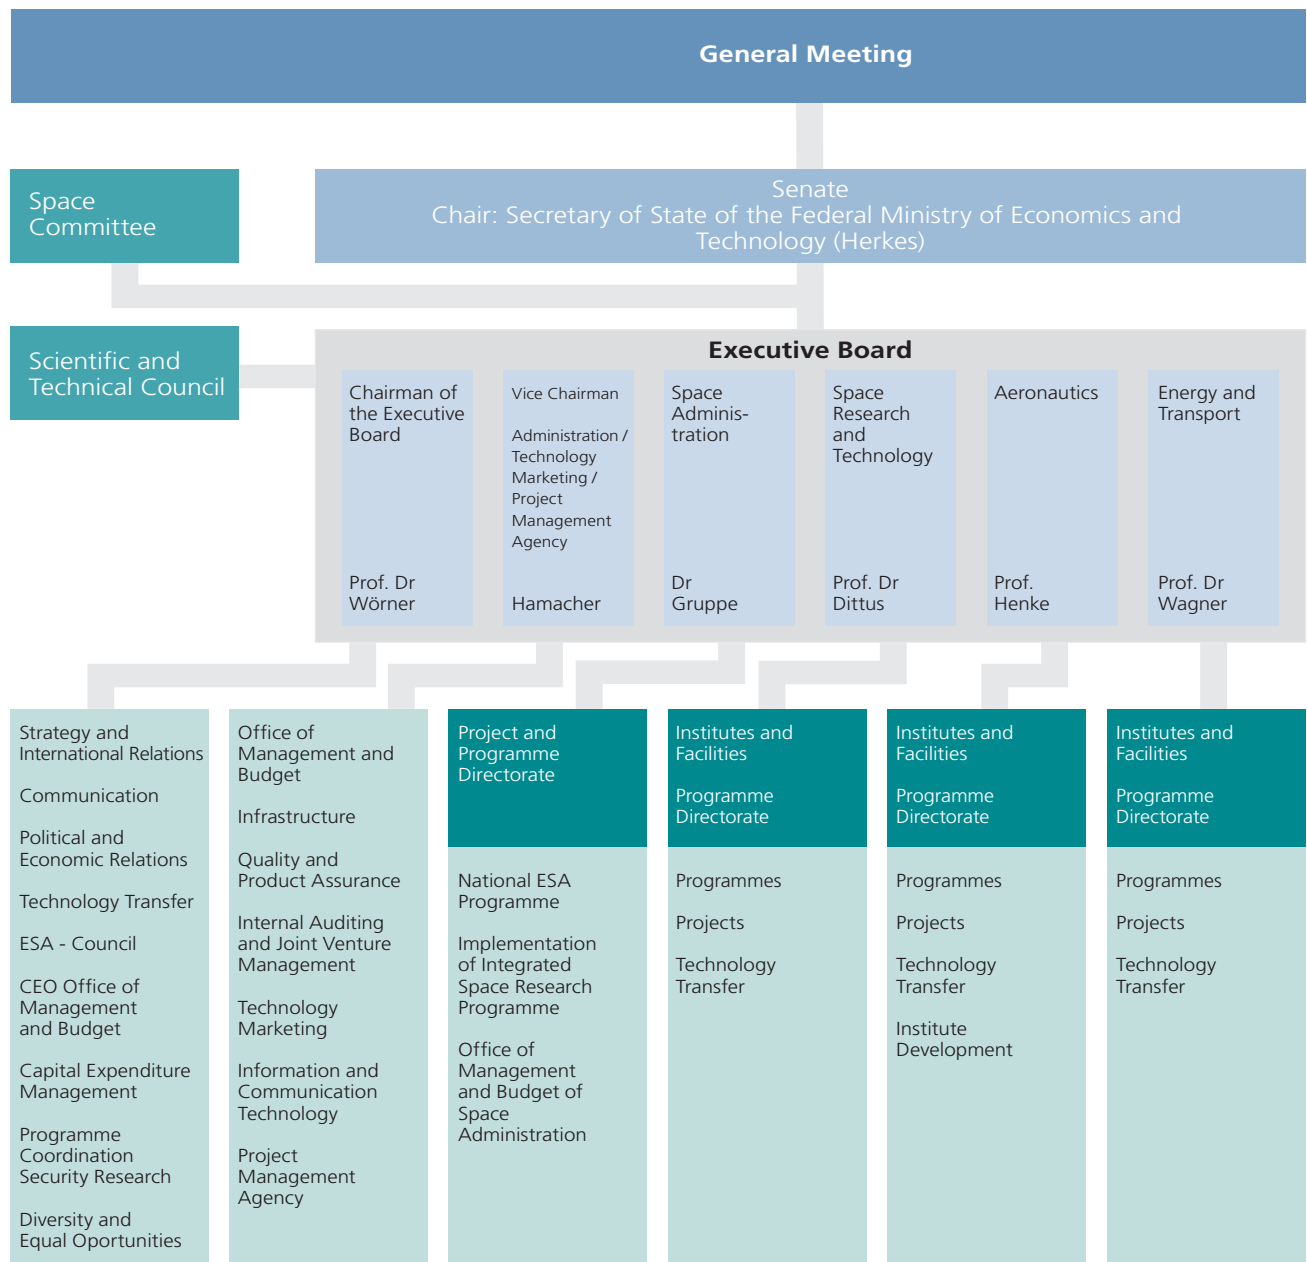 General Meeting
Space
Committee
Senate
Chair: Secretary of State of the Federal Ministry of Economics and
Technology (Herkes)
Scientific and
Technical Council
Executive Board
Chairman of
the Executive
Board
Prof. Dr
Wörner
Vice Chairman
Administration /
Technology
Marketing /
Project
Management
Agency
Hamacher
Space
Adminis-
tration
Dr
Gruppe
Space
Research
and
Technology
Prof. Dr
Dittus
Aeronautics
Prof.
Henke
Energy and
Transport
Prof. Dr
Wagner
Strategy and
International Relations
Communication
Political and
Economic Relations
Technology Transfer
ESA - Council
CEO Office of
Management
and Budget
Capital Expenditure
Management
Programme
Coordination
Security Research
Diversity and
Equal Oportunities
Office of
Management and
Budget
Infrastructure
Quality and
Product Assurance
Internal Auditing
and Joint Venture
Management
Technology
Marketing
Information and
Communication
Technology
Project
Management
Agency
Project and
Programme
Directorate
National ESA
Programme
Implementation
of Integrated
Space Research
Programme
Office of
Management
and Budget of
Space
Administration
Institutes and
Facilities
Programme
Directorate
Programmes
Projects
Technology
Transfer
Institutes and
Facilities
Programme
Directorate
Programmes
Projects
Technology
Transfer
Institute
Development
Institutes and
Facilities
Programme
Directorate
Programmes
Projects
Technology
Transfer